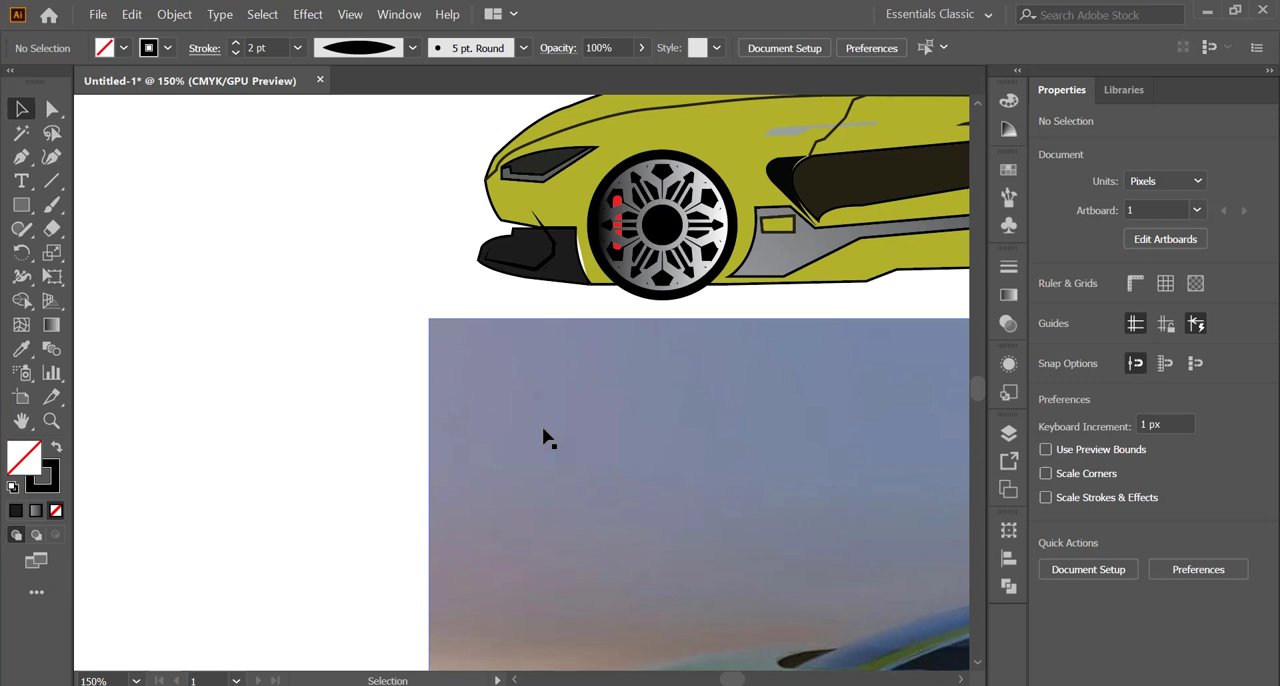 Ai File Edit Object Type Select Effect View Window Help Essentials Classic Search Adobe Stock
No Selection Stroke: 2 pt 5 pt. Round Opacity: 100% Style: Document Setup Preferences
Untitled-1* @ 150% (CMYK/GPU Preview)
Properties Libraries
No Selection
Document
Units: Pixels
Artboard: 1
Edit Artboards
Ruler & Grids
Guides
Snap Options
Preferences
Keyboard Increment: 1 px
Use Preview Bounds
Scale Corners
Scale Strokes & Effects
Quick Actions
Document Setup Preferences
150% 1 Selection